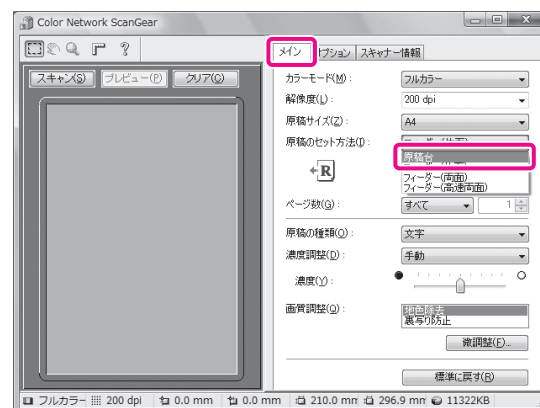 Color Network ScanGear
メイン オプション スキャナー情報
スキャン(S) プレビュー(P) クリア(C)
カラーモード(M) : フルカラー
解像度(L) : 200 dpi
原稿サイズ(Z) : A4
原稿のセット方法(I) :
原稿台
R
フィーダー(両面)
フィーダー(高速両面)
ページ数(G) : すべて 1
原稿の種類(O) : 文字
濃度調整(D) : 手動
濃度(Y) :
画質調整(Q) : 地色除去
裏写り防止
微調整(F)...
標準に戻す(R)
フルカラー 200 dpi 0.0 mm 0.0 mm 210.0 mm 296.9 mm 11322KB